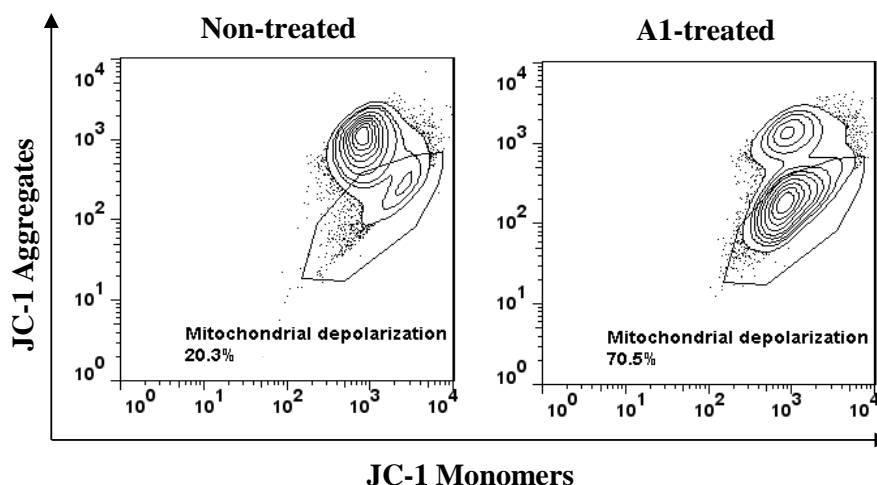 Non-treated
A1-treated
JC-1 Aggregates
10⁴
10³
10²
10¹
10⁰
Mitochondrial depolarization
20.3%
10⁰ 10¹ 10² 10³ 10⁴
10⁴
10³
10²
10¹
10⁰
Mitochondrial depolarization
70.5%
10⁰ 10¹ 10² 10³ 10⁴
JC-1 Monomers